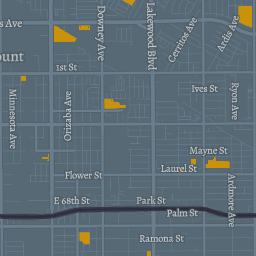 s Ave
Downey Ave
Lakewood Blvd
Cerritos Ave
Ardis Ave
ount
1st St
Minnesota Ave
Orizaba Ave
Ives St
Ryon Ave
Mayne St
Laurel St
Flower St
Ardmore Ave
E 68th St
Park St
Palm St
Ramona St